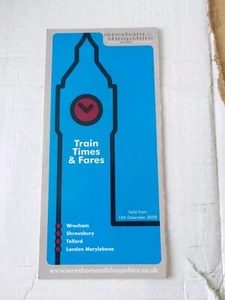 wrexham &
shropshire
Train
Times
& Fares
Valid from
13th December 2009
Wrexham
Shrewsbury
Telford
London Marylebone
www.wrexhamandshropshire.co.uk